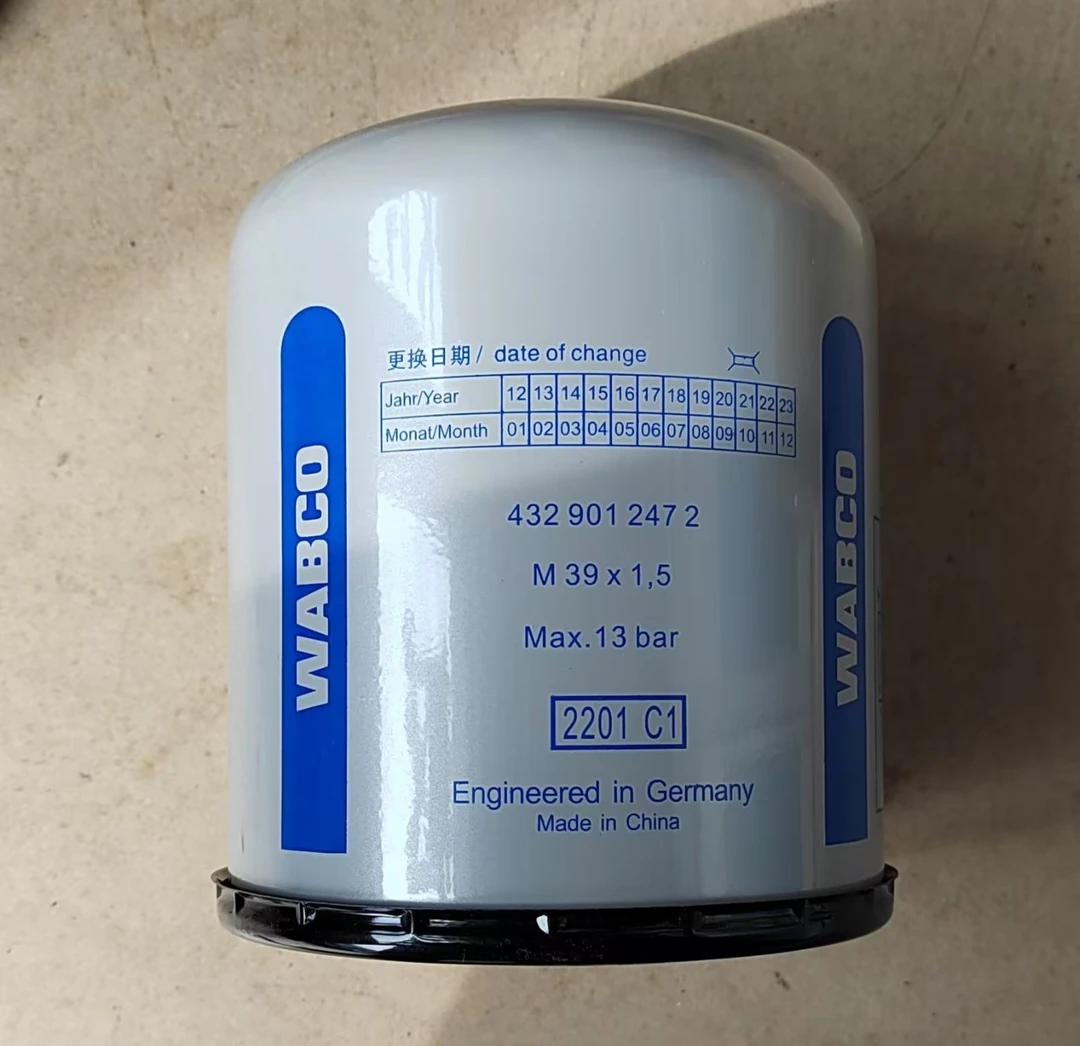 更换日期/ date of change
Jahr/Year 12 13 14 15 16 17 18 19 20 21 22 23
Monat/Month 01 02 03 04 05 06 07 08 09 10 11 12
WABCO
WABCO
432 901 247 2
M 39 x 1,5
Max.13 bar
2201 C1
Engineered in Germany
Made in China